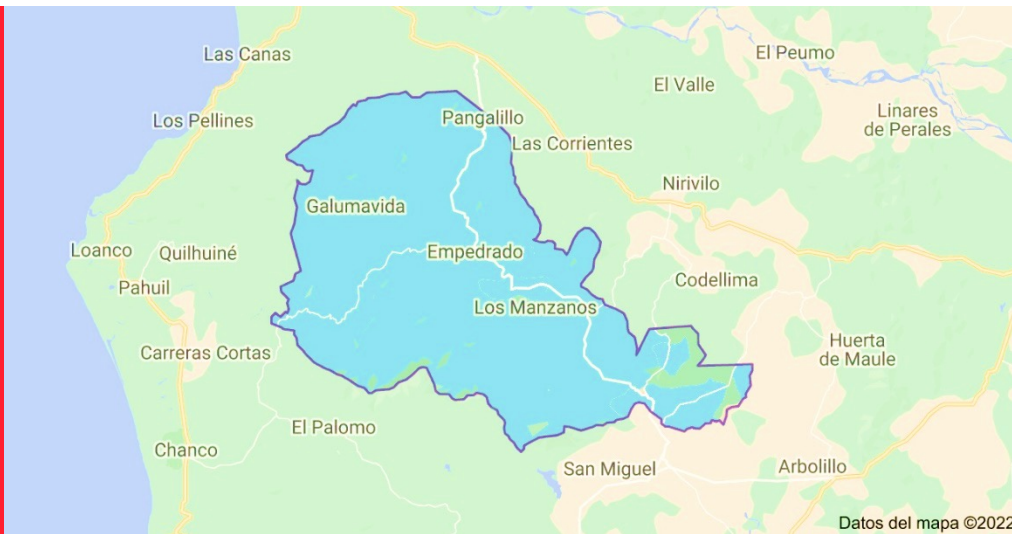 Las Canas
El Peumo
El Valle
Los Pellines
Pangalillo
Linares
de Perales
Las Corrientes
Nirivilo
Galumavida
Loanco
Quilhuiné
Empedrado
Codellima
Pahuil
Los Manzanos
Carreras Cortas
Huerta
de Maule
El Palomo
Chanco
San Miguel
Arbolillo
Datos del mapa ©2022